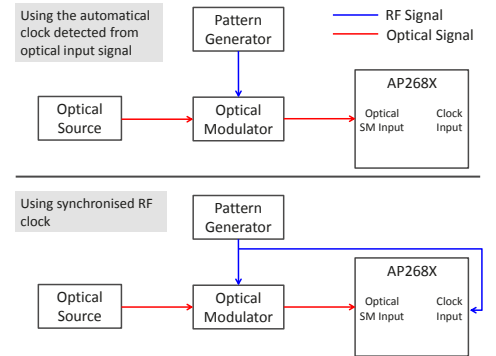 Using the automatical
clock detected from
optical input signal
Pattern
Generator
RF Signal
Optical Signal
Optical
Source
Optical
Modulator
AP268X
Optical
SM Input
Clock
Input
Using synchronised RF
clock
Pattern
Generator
Optical
Source
Optical
Modulator
AP268X
Optical
SM Input
Clock
Input